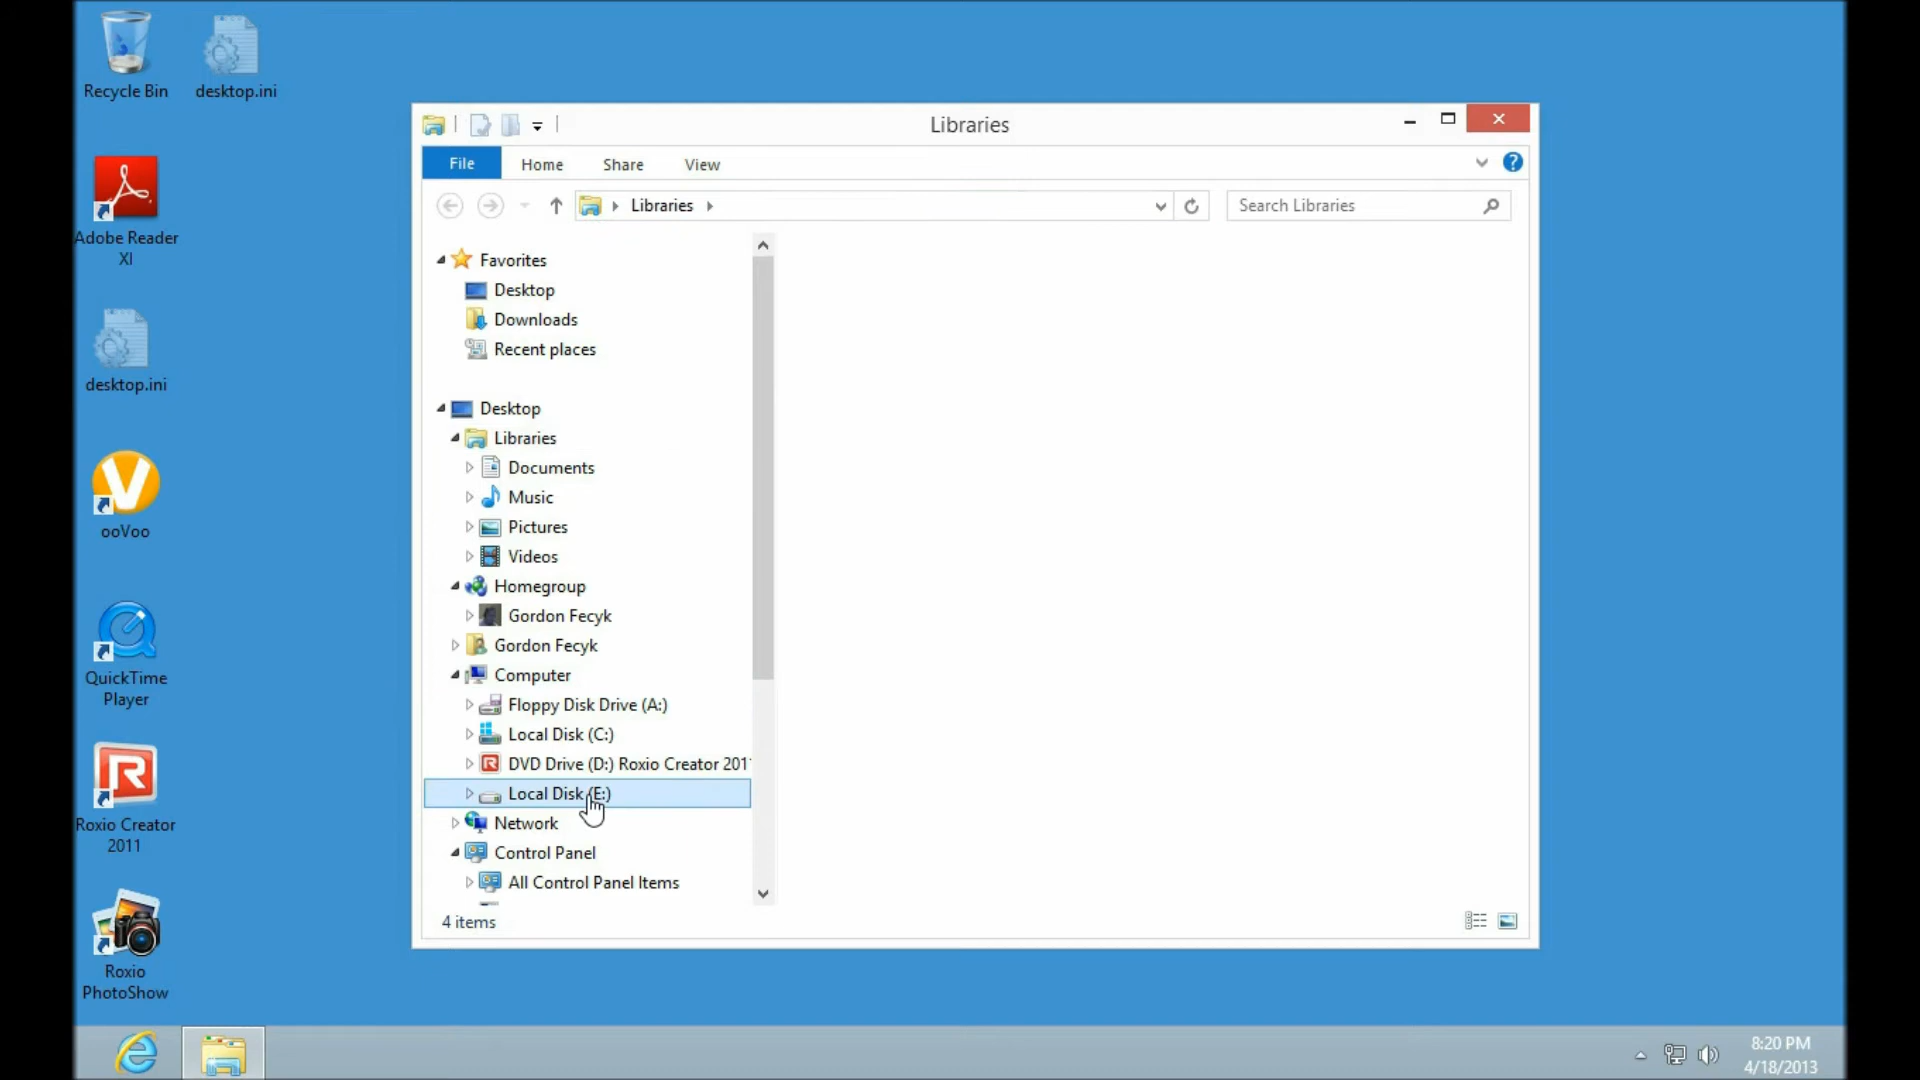 Recycle Bin
desktop.ini
Adobe Reader
XI
desktop.ini
ooVoo
QuickTime
Player
Roxio Creator
2011
Roxio
PhotoShow
Libraries
File
Home
Share
View
Libraries
Search Libraries
Favorites
Desktop
Downloads
Recent places
Desktop
Libraries
Documents
Music
Pictures
Videos
Homegroup
Gordon Fecyk
Gordon Fecyk
Computer
Floppy Disk Drive (A:)
Local Disk (C:)
DVD Drive (D:) Roxio Creator 201
Local Disk (E:)
Network
Control Panel
All Control Panel Items
4 items
8:20 PM
4/18/2013